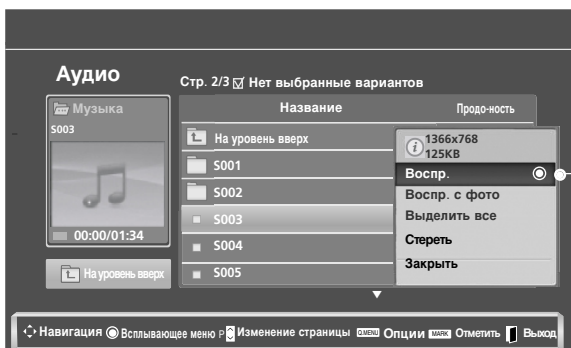 Аудио
Стр. 2/3 ☑ Нет выбранные вариантов
Музыка
S003
00:00/01:34
На уровень вверх
Название Продо-ность
На уровень вверх
S001
S002
S003
S004
S005
1366x768
125KB
Воспр.
Воспр. с фото
Выделить все
Стереть
Закрыть
Навигация Всплывающее меню P Изменение страницы Q.MENU Опции MARK Отметить Выход